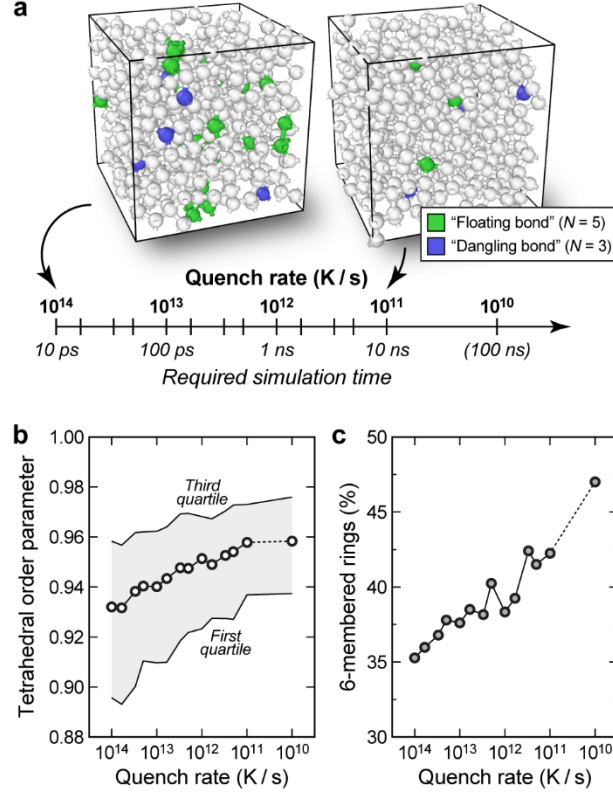 a
"Floating bond" (N = 5)
"Dangling bond" (N = 3)
Quench rate (K / s)
10¹⁴ 10¹³ 10¹² 10¹¹ 10¹⁰
10 ps 100 ps 1 ns 10 ns (100 ns)
Required simulation time
b
1.00
0.98
0.96
0.94
0.92
0.90
0.88
Tetrahedral order parameter
Third
quartile
First
quartile
10¹⁴ 10¹³ 10¹² 10¹¹ 10¹⁰
Quench rate (K / s)
c
50
45
40
35
30
6-membered rings (%)
10¹⁴ 10¹³ 10¹² 10¹¹ 10¹⁰
Quench rate (K / s)